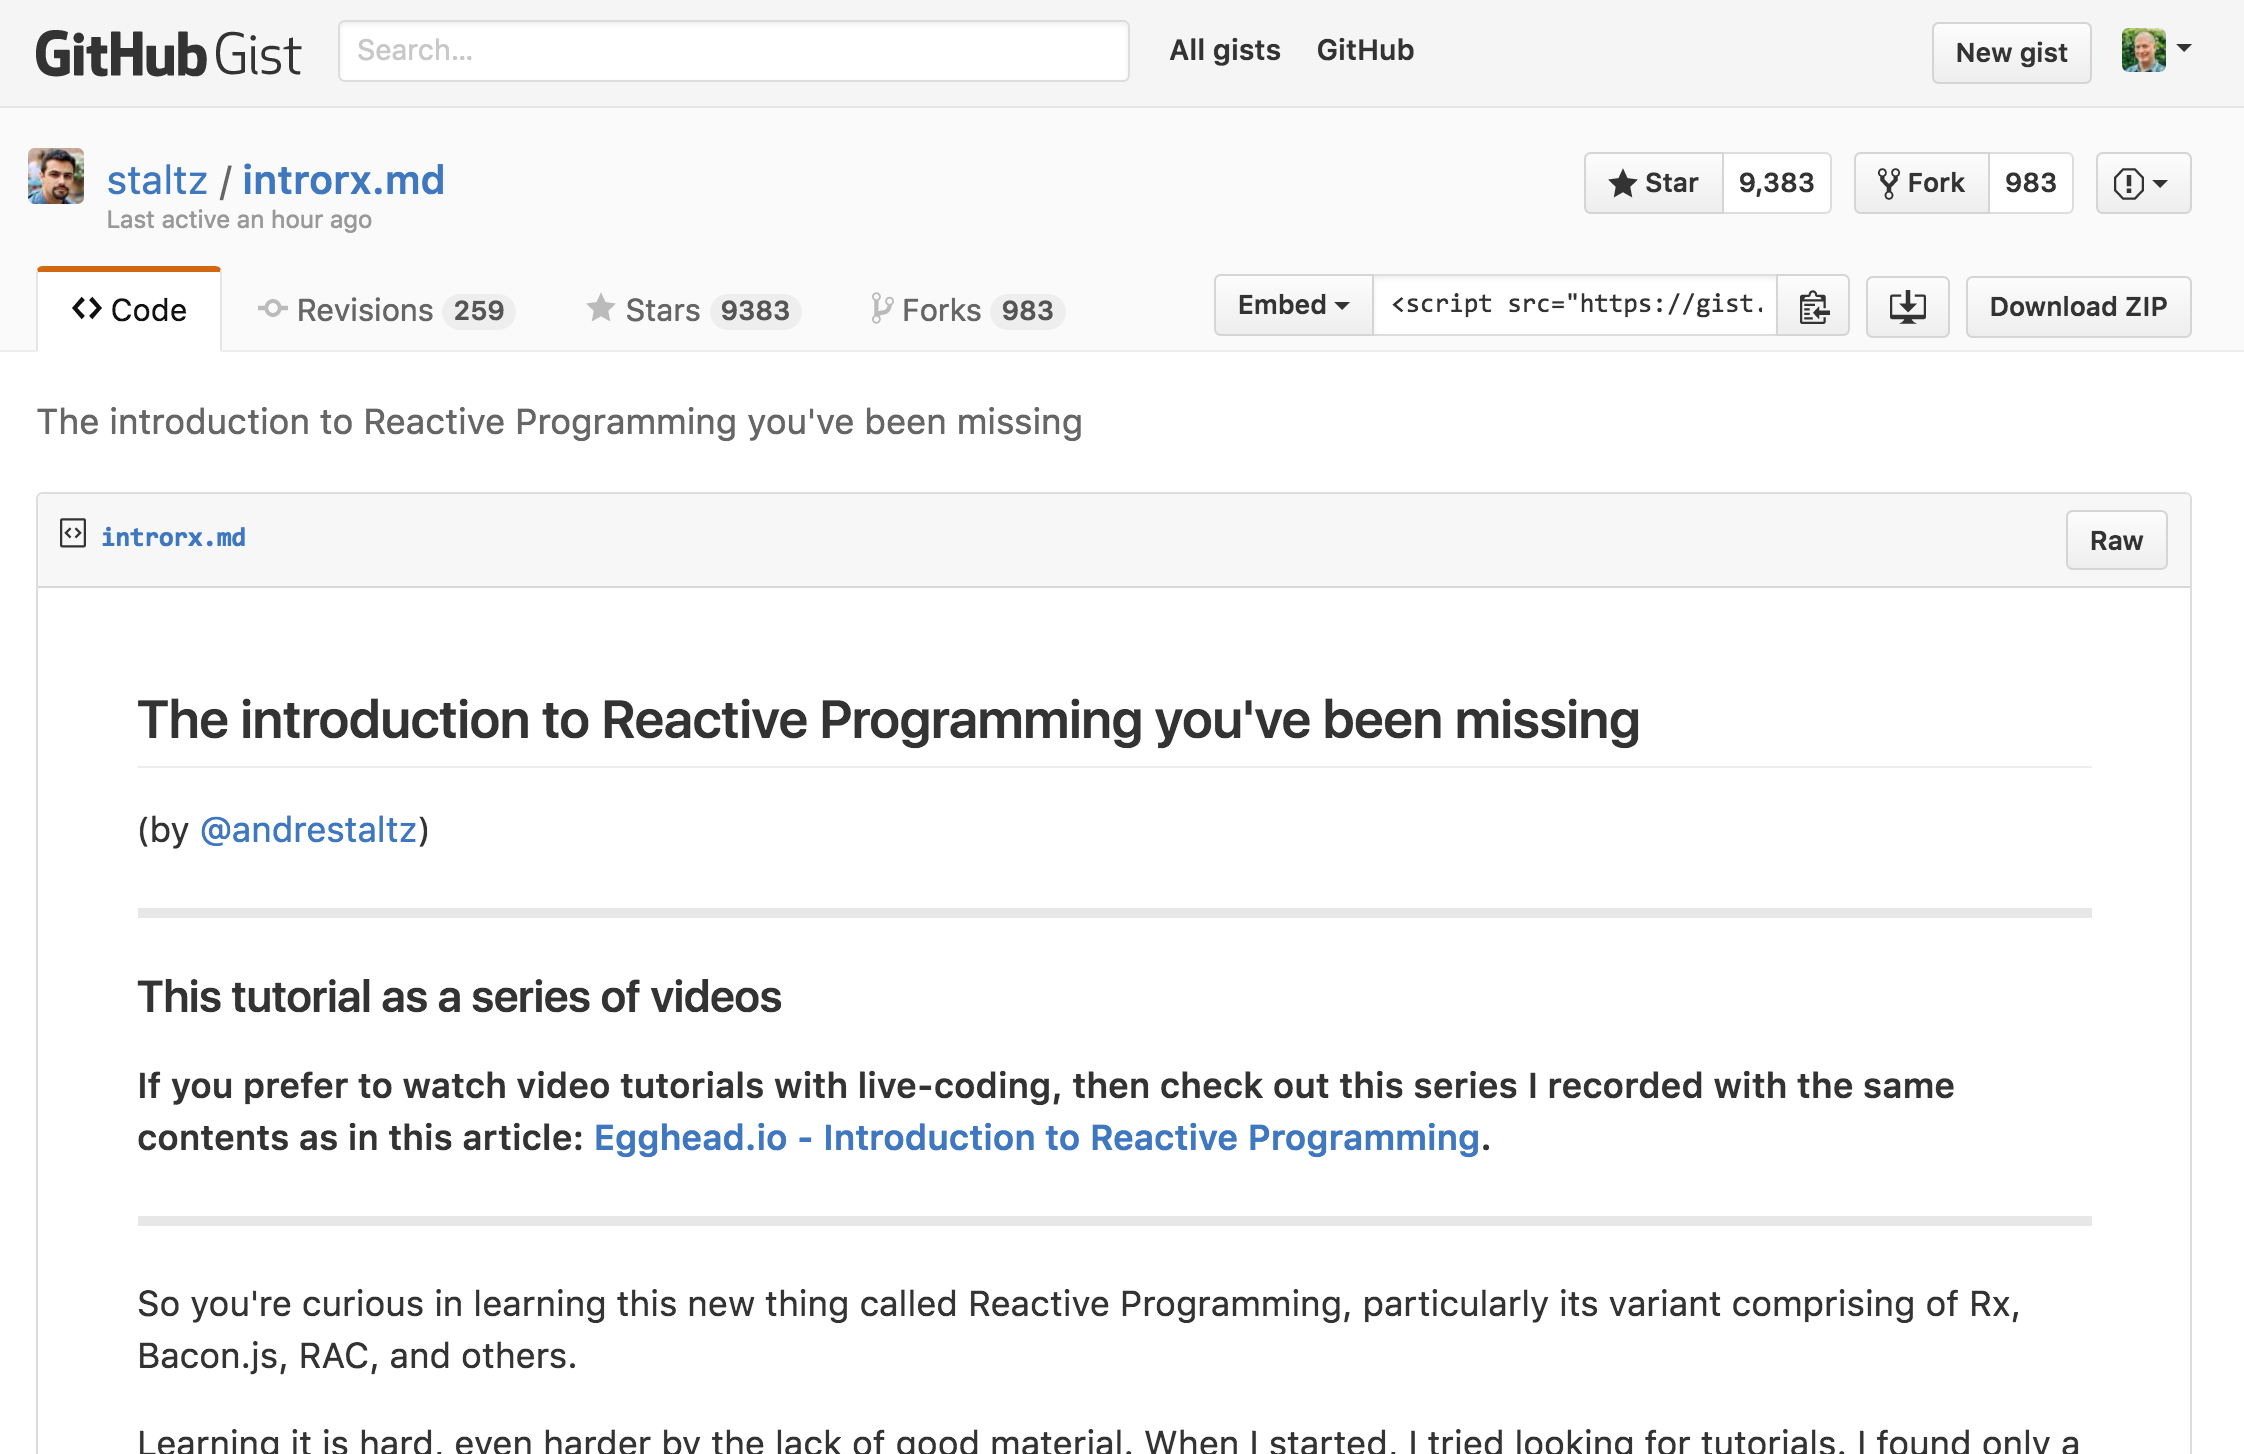 GitHub Gist Search... All gists GitHub New gist
staltz / introrx.md Star 9,383 Fork 983
Last active an hour ago
Code Revisions 259 Stars 9383 Forks 983 Embed <script src="https://gist. Download ZIP
The introduction to Reactive Programming you've been missing
introrx.md Raw
The introduction to Reactive Programming you've been missing
(by @andrestaltz)
This tutorial as a series of videos
If you prefer to watch video tutorials with live-coding, then check out this series I recorded with the same
contents as in this article: Egghead.io - Introduction to Reactive Programming.
So you're curious in learning this new thing called Reactive Programming, particularly its variant comprising of Rx,
Bacon.js, RAC, and others.
Learning it is hard, even harder by the lack of good material. When I started, I tried looking for tutorials. I found only a